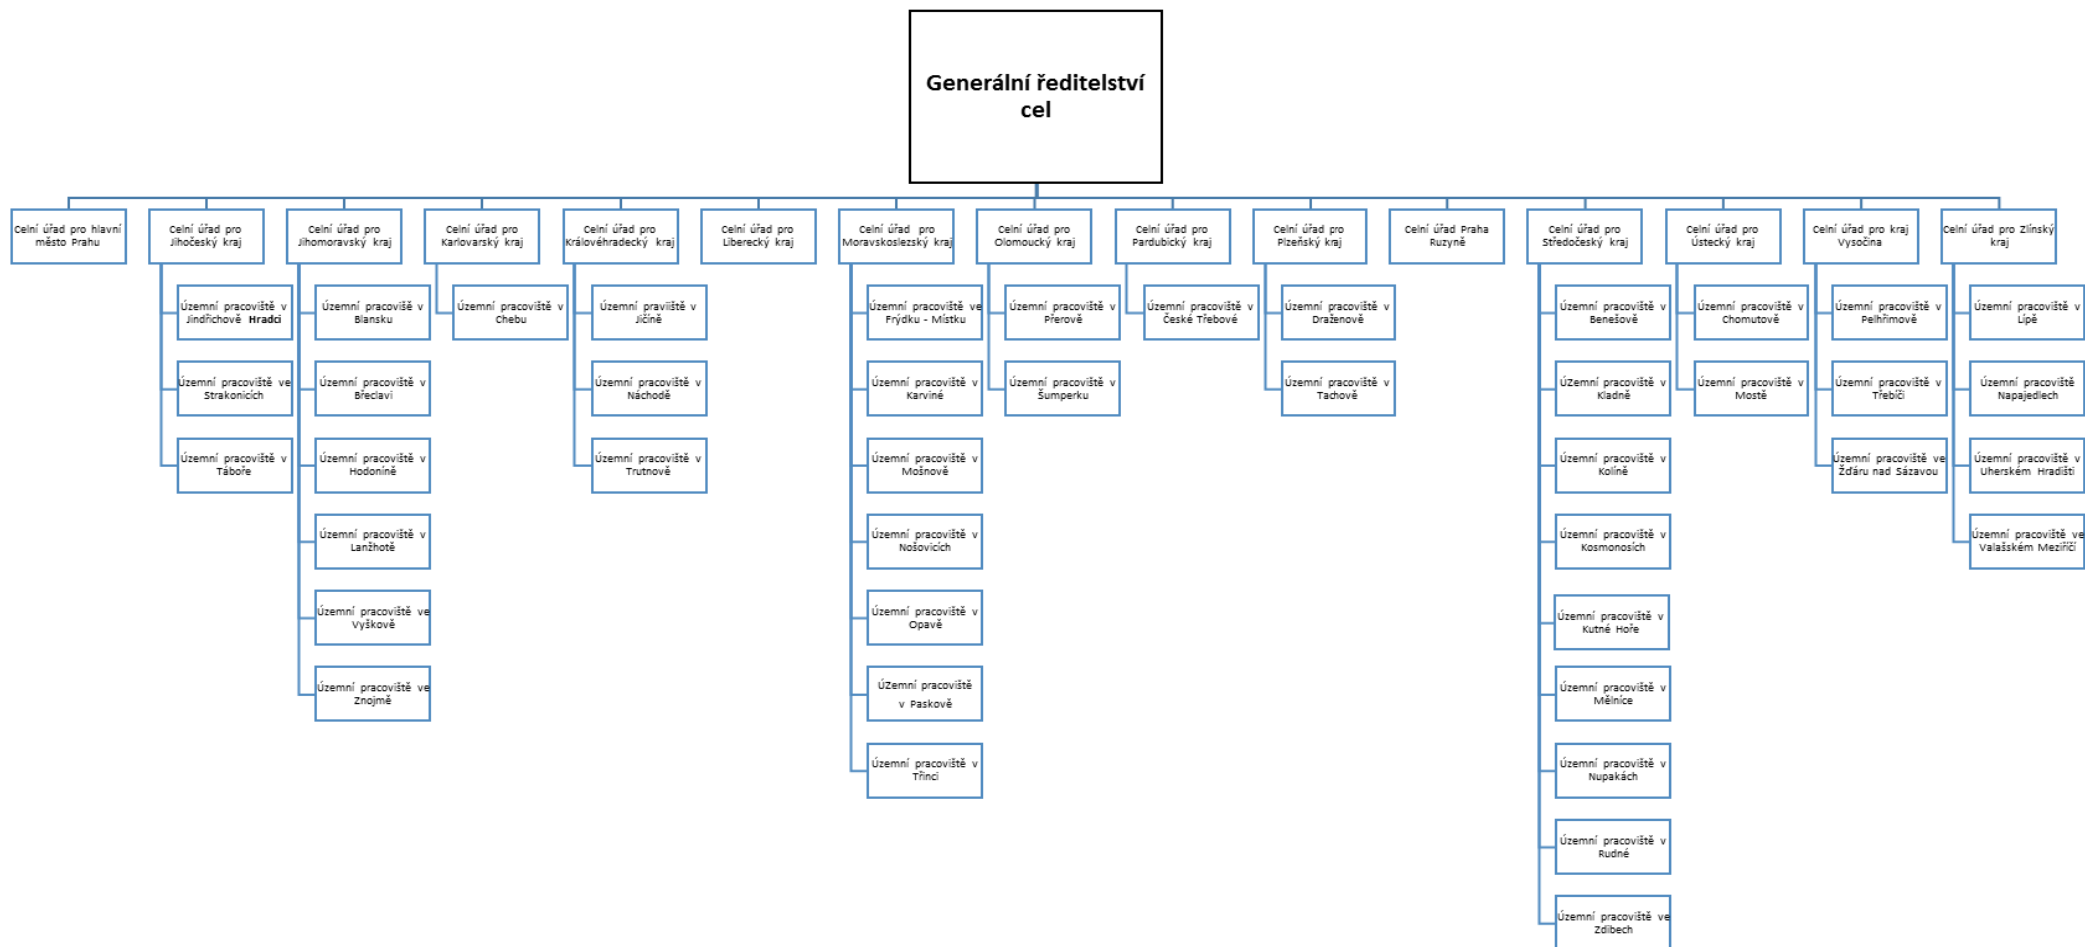 Generální ředitelství
cel
Celní úřad pro hlavní
město Prahu
Celní úřad pro
Jihočeský kraj
Celní úřad pro
Jihomoravský kraj
Celní úřad pro
Karlovarský kraj
Celní úřad pro
Královéhradecký kraj
Celní úřad pro
Liberecký kraj
Celní úřad pro
Moravskoslezský kraj
Celní úřad pro
Olomoucký kraj
Celní úřad pro
Pardubický kraj
Celní úřad pro
Plzeňský kraj
Celní úřad Praha
Ruzyně
Celní úřad pro
Středočeský kraj
Celní úřad pro
Ústecký kraj
Celní úřad pro kraj
Vysočina
Celní úřad pro Zlínský
kraj
Územní pracoviště v
Jindřichově Hradci
Územní pracoviště ve
Strakonicích
Územní pracoviště v
Táboře
Územní pracovišě v
Blansku
Územní pracoviště v
Břeclavi
Územní pracoviště v
Hodoníně
Územní pracoviště v
Lanžhotě
Územní pracoviště ve
Vyškově
Územní pracoviště ve
Znojmě
Územní pracoviště v
Chebu
Územní praviiště v
Jičíně
Územní pracoviště v
Náchodě
Územní pracoviště v
Trutnově
Územní pracoviště ve
Frýdku - Místku
Územní pracoviště v
Karviné
Územní pracoviště v
Mošnově
Územní pracoviště v
Nošovicích
Územní pracoviště v
Opavě
ÚZemní pracoviště
v Paskově
Územní pracoviště v
Třinci
Územní pracoviště v
Přerově
Územní pracoviště v
Šumperku
Územní pracoviště v
České Třebové
Územní pracoviště v
Draženově
Územní pracoviště v
Tachově
Územní pracoviště v
Benešově
ÚZemní pracoviště v
Kladně
Územní pracoviště v
Kolíně
Územní pracoviště v
Kosmonosích
Územní pracoviště v
Kutné Hoře
Územní pracoviště v
Mělníce
Územní pracoviště v
Nupakách
Územní pracoviště v
Rudné
Územní pracoviště ve
Zdibech
Územní pracoviště v
Chomutově
Územní pracoviště v
Mostě
Územní pracoviště v
Pelhřimově
Územní pracoviště v
Třebíči
Územní pracoviště ve
Žďáru nad Sázavou
Územní pracoviště v
Lípě
Územní pracoviště
Napajedlech
Územní pracoviště v
Uherském Hradišti
Územní pracoviště ve
Valašském Meziříčí